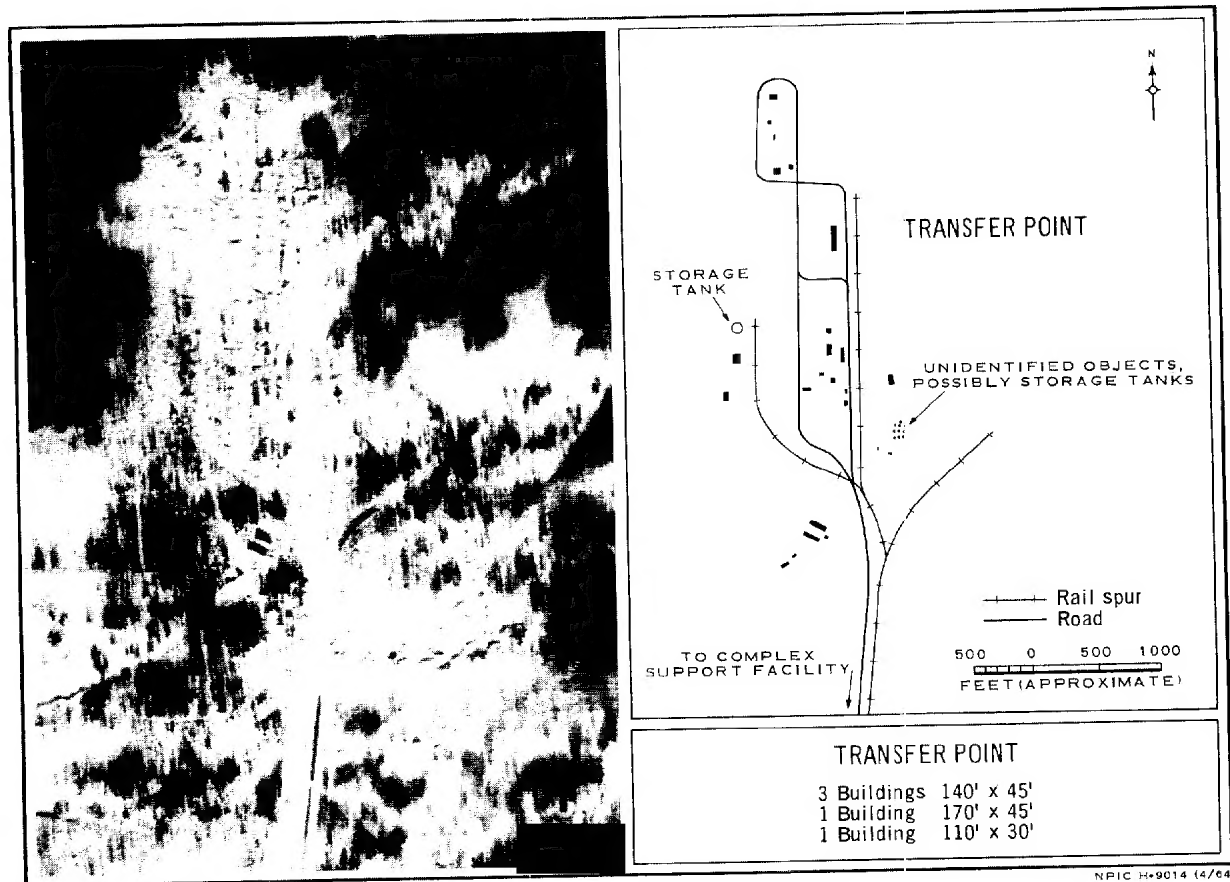 N
TRANSFER POINT
STORAGE
TANK
UNIDENTIFIED OBJECTS,
POSSIBLY STORAGE TANKS
Rail spur
Road
TO COMPLEX
SUPPORT FACILITY
500 0 500 1000
FEET (APPROXIMATE)
TRANSFER POINT
3 Buildings 140' x 45'
1 Building 170' x 45'
1 Building 110' x 30'
NPIC H-9014 (4/64